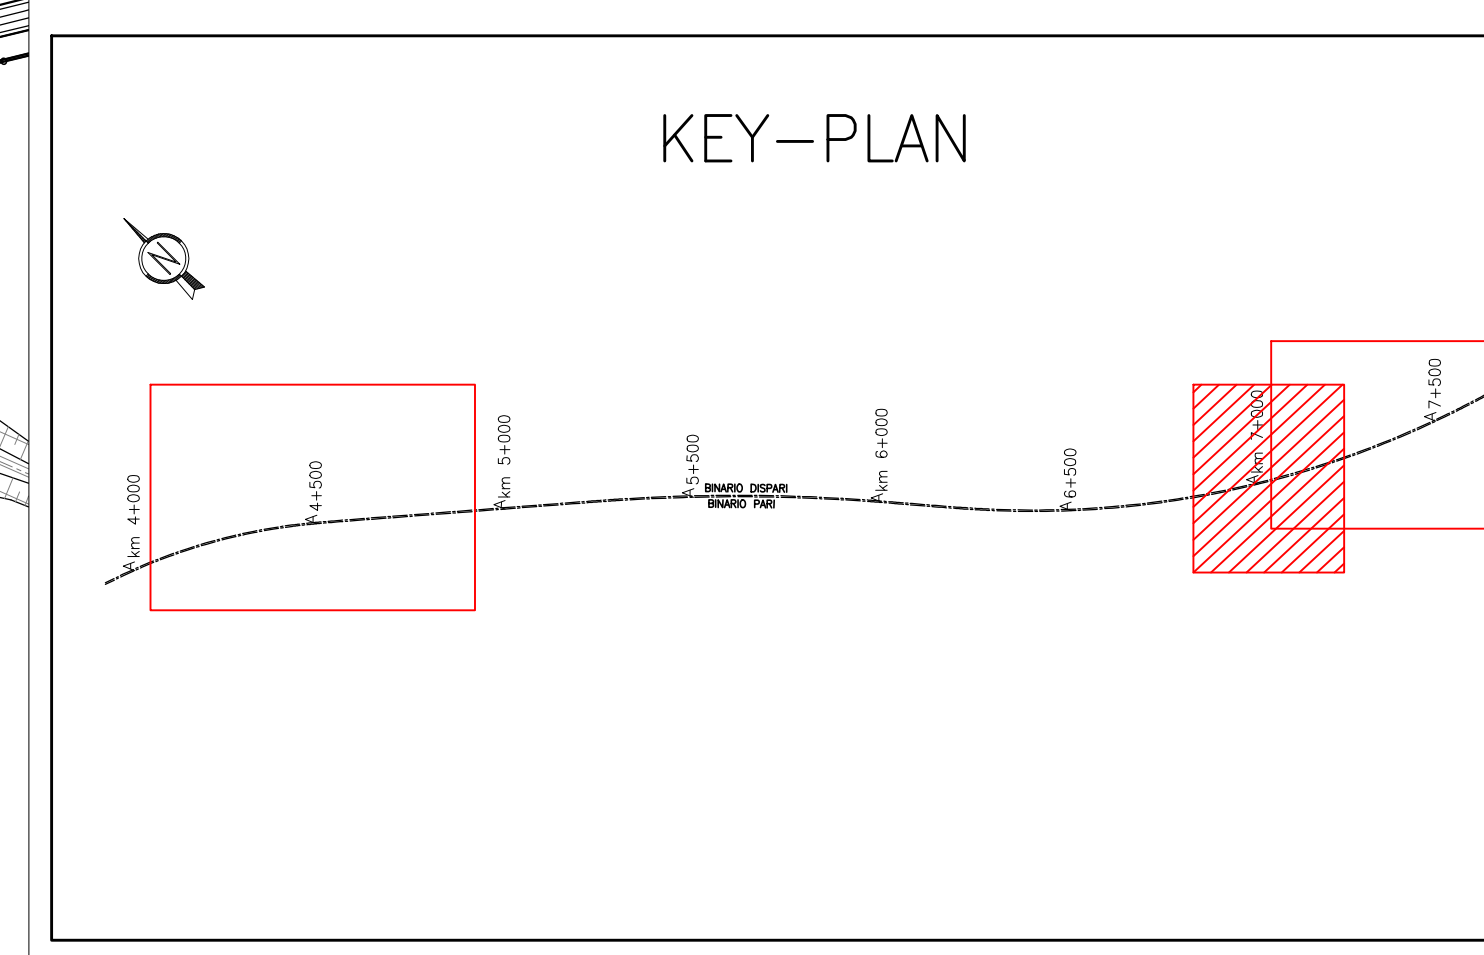 KEY-PLAN
N
km 4+000
4+500
km 5+000
5+500
BINARIO DISPARI
BINARIO PARI
km 6+000
6+500
km 7+000
7+500